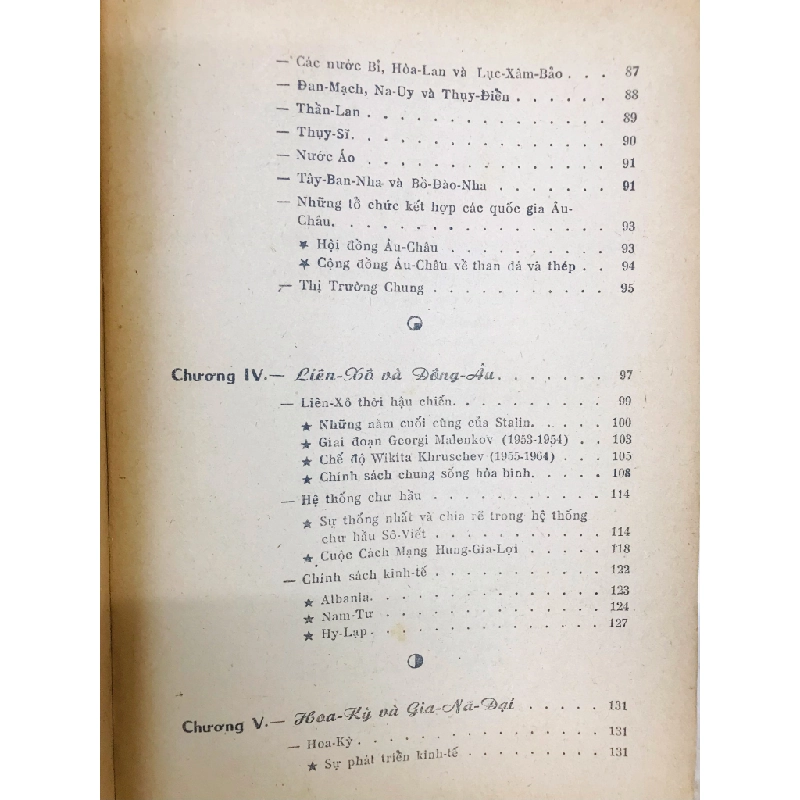 — Các nước Bỉ, Hòa-Lan và Lục-Xâm-Bảo . . . 87
— Đan-Mạch, Na-Uy và Thụy-Điển . . . . . . 88
— Thần-Lan . . . . . . . . . . . . . 89
— Thụy-Sĩ. . . . . . . . . . . . . . 90
— Nước Áo . . . . . . . . . . . . . 91
— Tây-Ban-Nha và Bồ-Đào-Nha . . . . . . . 91
— Những tổ chức kết hợp các quốc gia Âu-
Châu. . . . . . . . . . . . . . . 93
★ Hội đồng Âu-Châu . . . . . . . . . 93
★ Cộng đồng Âu-Châu về than đá và thép . . 94
— Thị Trường Chung . . . . . . . . . . 95
Chương IV.— Liên-Xô và Đông-Âu. . . . . . . 97
— Liên-Xô thời hậu chiến. . . . . . . . . 99
★ Những năm cuối cùng của Stalin. . . . . 100
★ Giai đoạn Georgi Malenkov (1953-1954) . . 103
★ Chế độ Wikita Khruschev (1955-1964) . . . 105
★ Chính sách chung sống hòa bình. . . . . 108
— Hệ thống chư hầu . . . . . . . . . . 114
★ Sự thống nhất và chia rẽ trong hệ thống
chư hầu Sô-Viết . . . . . . . . . . 114
★ Cuộc Cách Mạng Hung-Gia-Lợi . . . . . 118
— Chính sách kinh-tế . . . . . . . . . . 122
★ Albania. . . . . . . . . . . . . 123
★ Nam-Tư . . . . . . . . . . . . . 124
★ Hy-Lạp. . . . . . . . . . . . . 127
Chương V.— Hoa-Kỳ và Gia-Nã-Đại . . . . . 131
— Hoa-Kỳ . . . . . . . . . . . . . 131
★ Sự phát triển kinh-tế . . . . . . . . 131